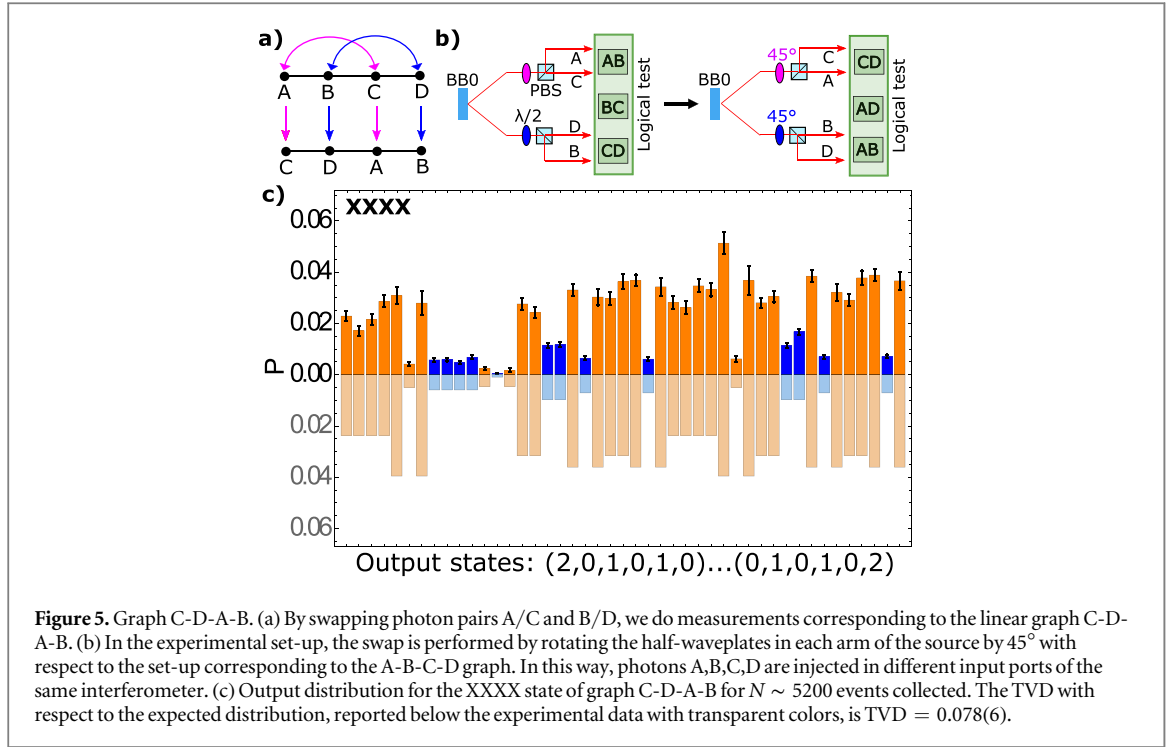 a)
A B C D
C D A B
b)
BB0
λ/2
PBS
A
C
D
B
AB
BC
CD
Logical test
BB0
45°
45°
C
A
B
D
CD
AD
AB
Logical test
c)
XXXX
P
0.06
0.04
0.02
0.00
0.02
0.04
0.06
Output states: (2,0,1,0,1,0)...(0,1,0,1,0,2)
Figure 5. Graph C-D-A-B. (a) By swapping photon pairs A/C and B/D, we do measurements corresponding to the linear graph C-D-
A-B. (b) In the experimental set-up, the swap is performed by rotating the half-waveplates in each arm of the source by 45° with
respect to the set-up corresponding to the A-B-C-D graph. In this way, photons A,B,C,D are injected in different input ports of the
same interferometer. (c) Output distribution for the XXXX state of graph C-D-A-B for N ∼ 5200 events collected. The TVD with
respect to the expected distribution, reported below the experimental data with transparent colors, is TVD = 0.078(6).